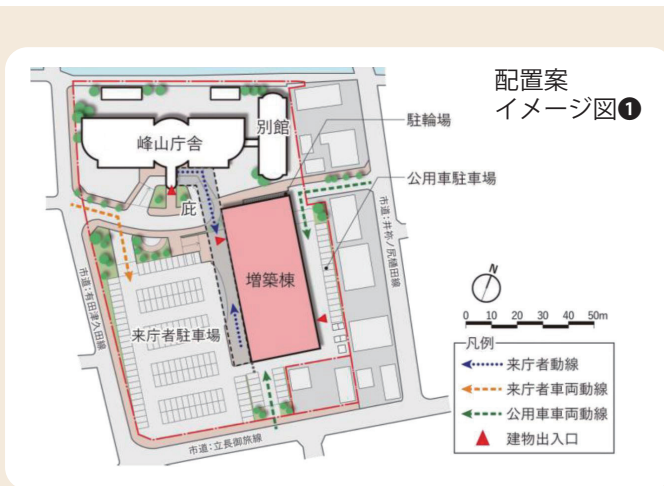 配置案
イメージ図❶
峰山庁舎
別館
駐輪場
公用車駐車場
庇
増築棟
来庁者駐車場
市道:有田津久田線
市道:井祢ノ尻樋田線
市道:立長御旅線
N
0 10 20 30 40 50m
凡例
来庁者動線
来庁者車両動線
公用車車両動線
建物出入口